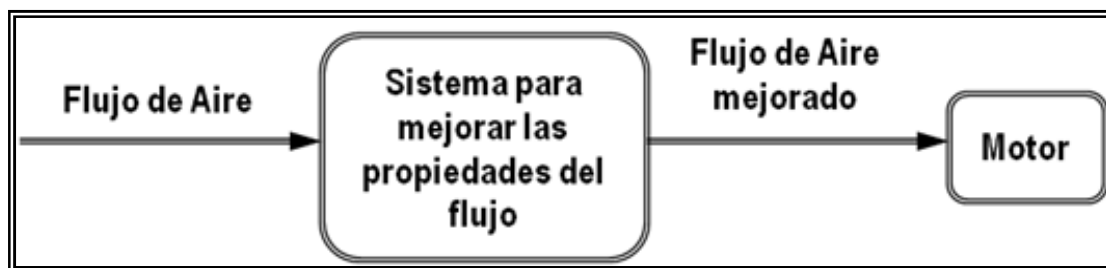 Flujo de Aire
Sistema para
mejorar las
propiedades del
flujo
Flujo de Aire
mejorado
Motor